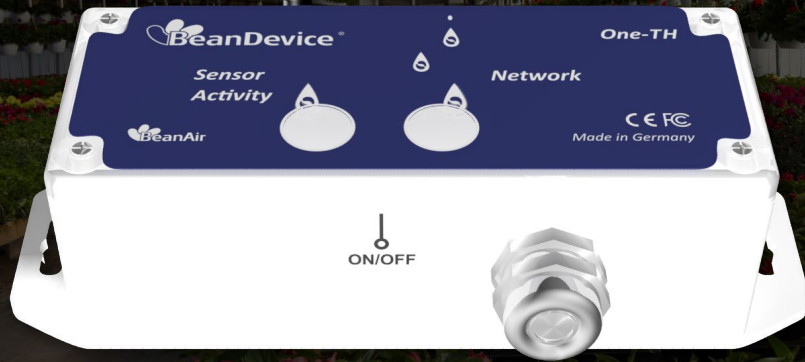 BeanDevice®
One-TH
Sensor
Activity
Network
BeanAir
CE FC
Made in Germany
ON/OFF